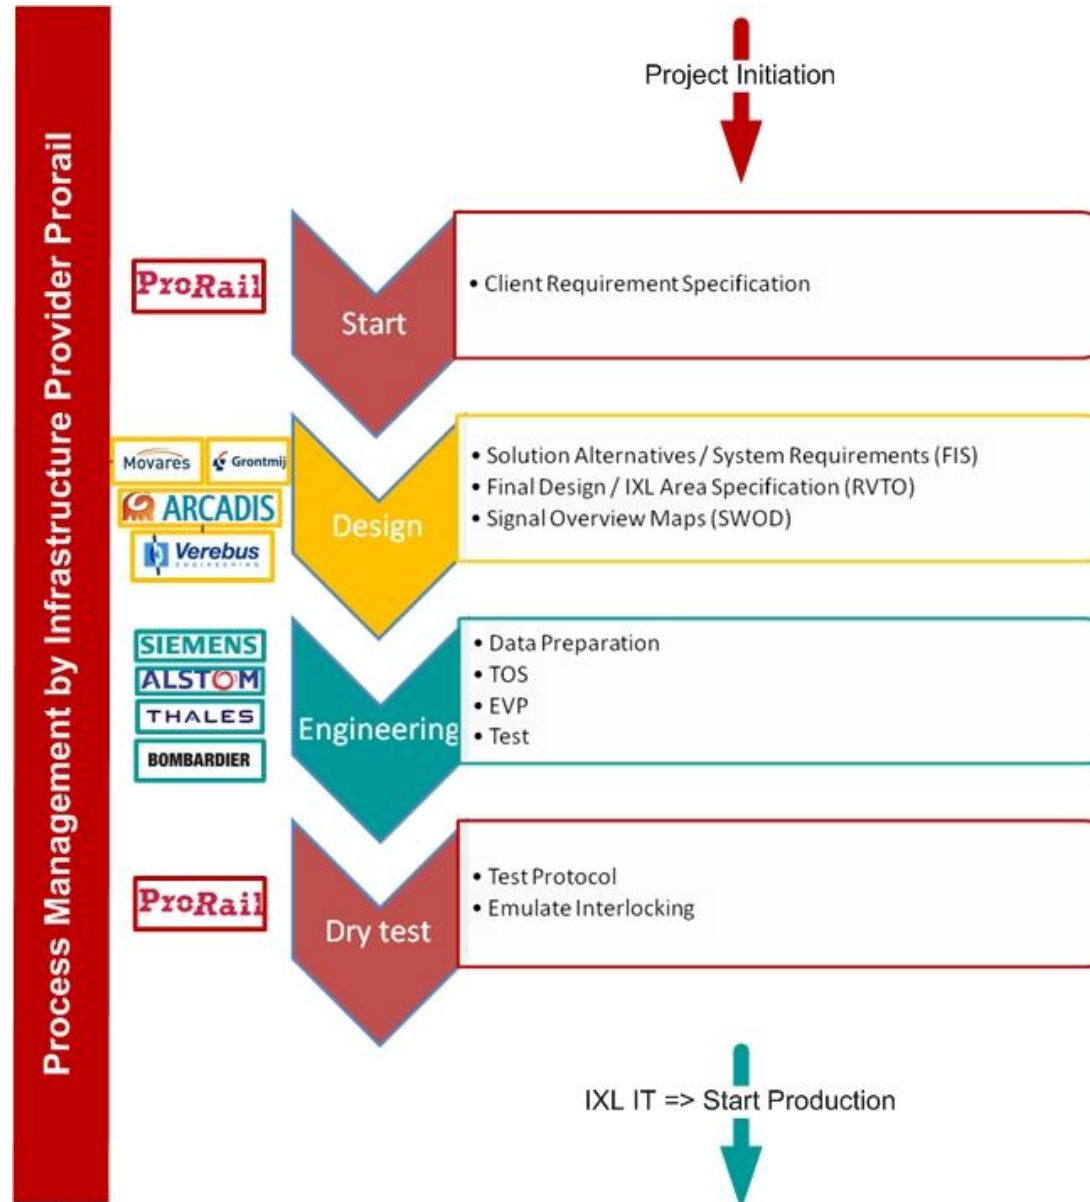 Process Management by Infrastructure Provider Prorail
Project Initiation
ProRail
Start
• Client Requirement Specification
Movares
Grontmij
ARCADIS
Verebus
ENGINEERING
Design
• Solution Alternatives / System Requirements (FIS)
• Final Design / IXL Area Specification (RVTO)
• Signal Overview Maps (SWOD)
SIEMENS
ALSTOM
THALES
BOMBARDIER
Engineering
• Data Preparation
• TOS
• EVP
• Test
ProRail
Dry test
• Test Protocol
• Emulate Interlocking
IXL IT => Start Production